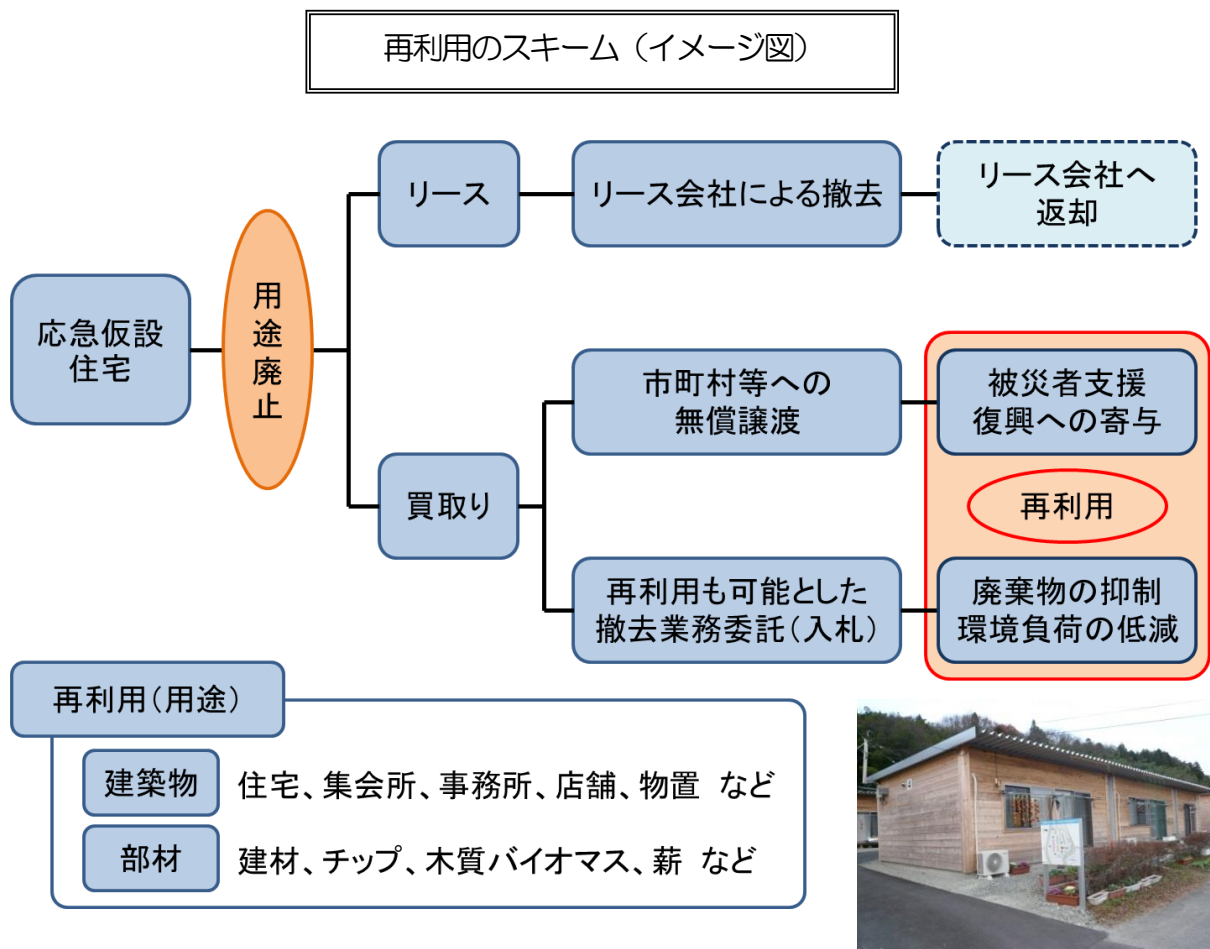 再利用のスキーム（イメージ図）
応急仮設
住宅
用
途
廃
止
リース
リース会社による撤去
リース会社へ
返却
買取り
市町村等への
無償譲渡
被災者支援
復興への寄与
再利用
再利用も可能とした
撤去業務委託（入札）
廃棄物の抑制
環境負荷の低減
再利用（用途）
建築物
住宅、集会所、事務所、店舗、物置 など
部材
建材、チップ、木質バイオマス、薪 など